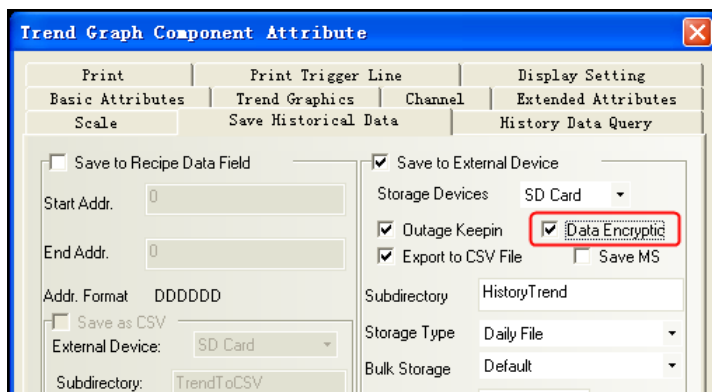 Trend Graph Component Attribute
Print Print Trigger Line Display Setting
Basic Attributes Trend Graphics Channel Extended Attributes
Scale Save Historical Data History Data Query
Save to Recipe Data Field
Start Addr. 0
End Addr. 0
Addr. Format DDDDDD
Save as CSV
External Device: SD Card
Subdirectory: TrendToCSV
Save to External Device
Storage Devices SD Card
Outage Keepin Data Encryptic
Export to CSV File Save MS
Subdirectory HistoryTrend
Storage Type Daily File
Bulk Storage Default